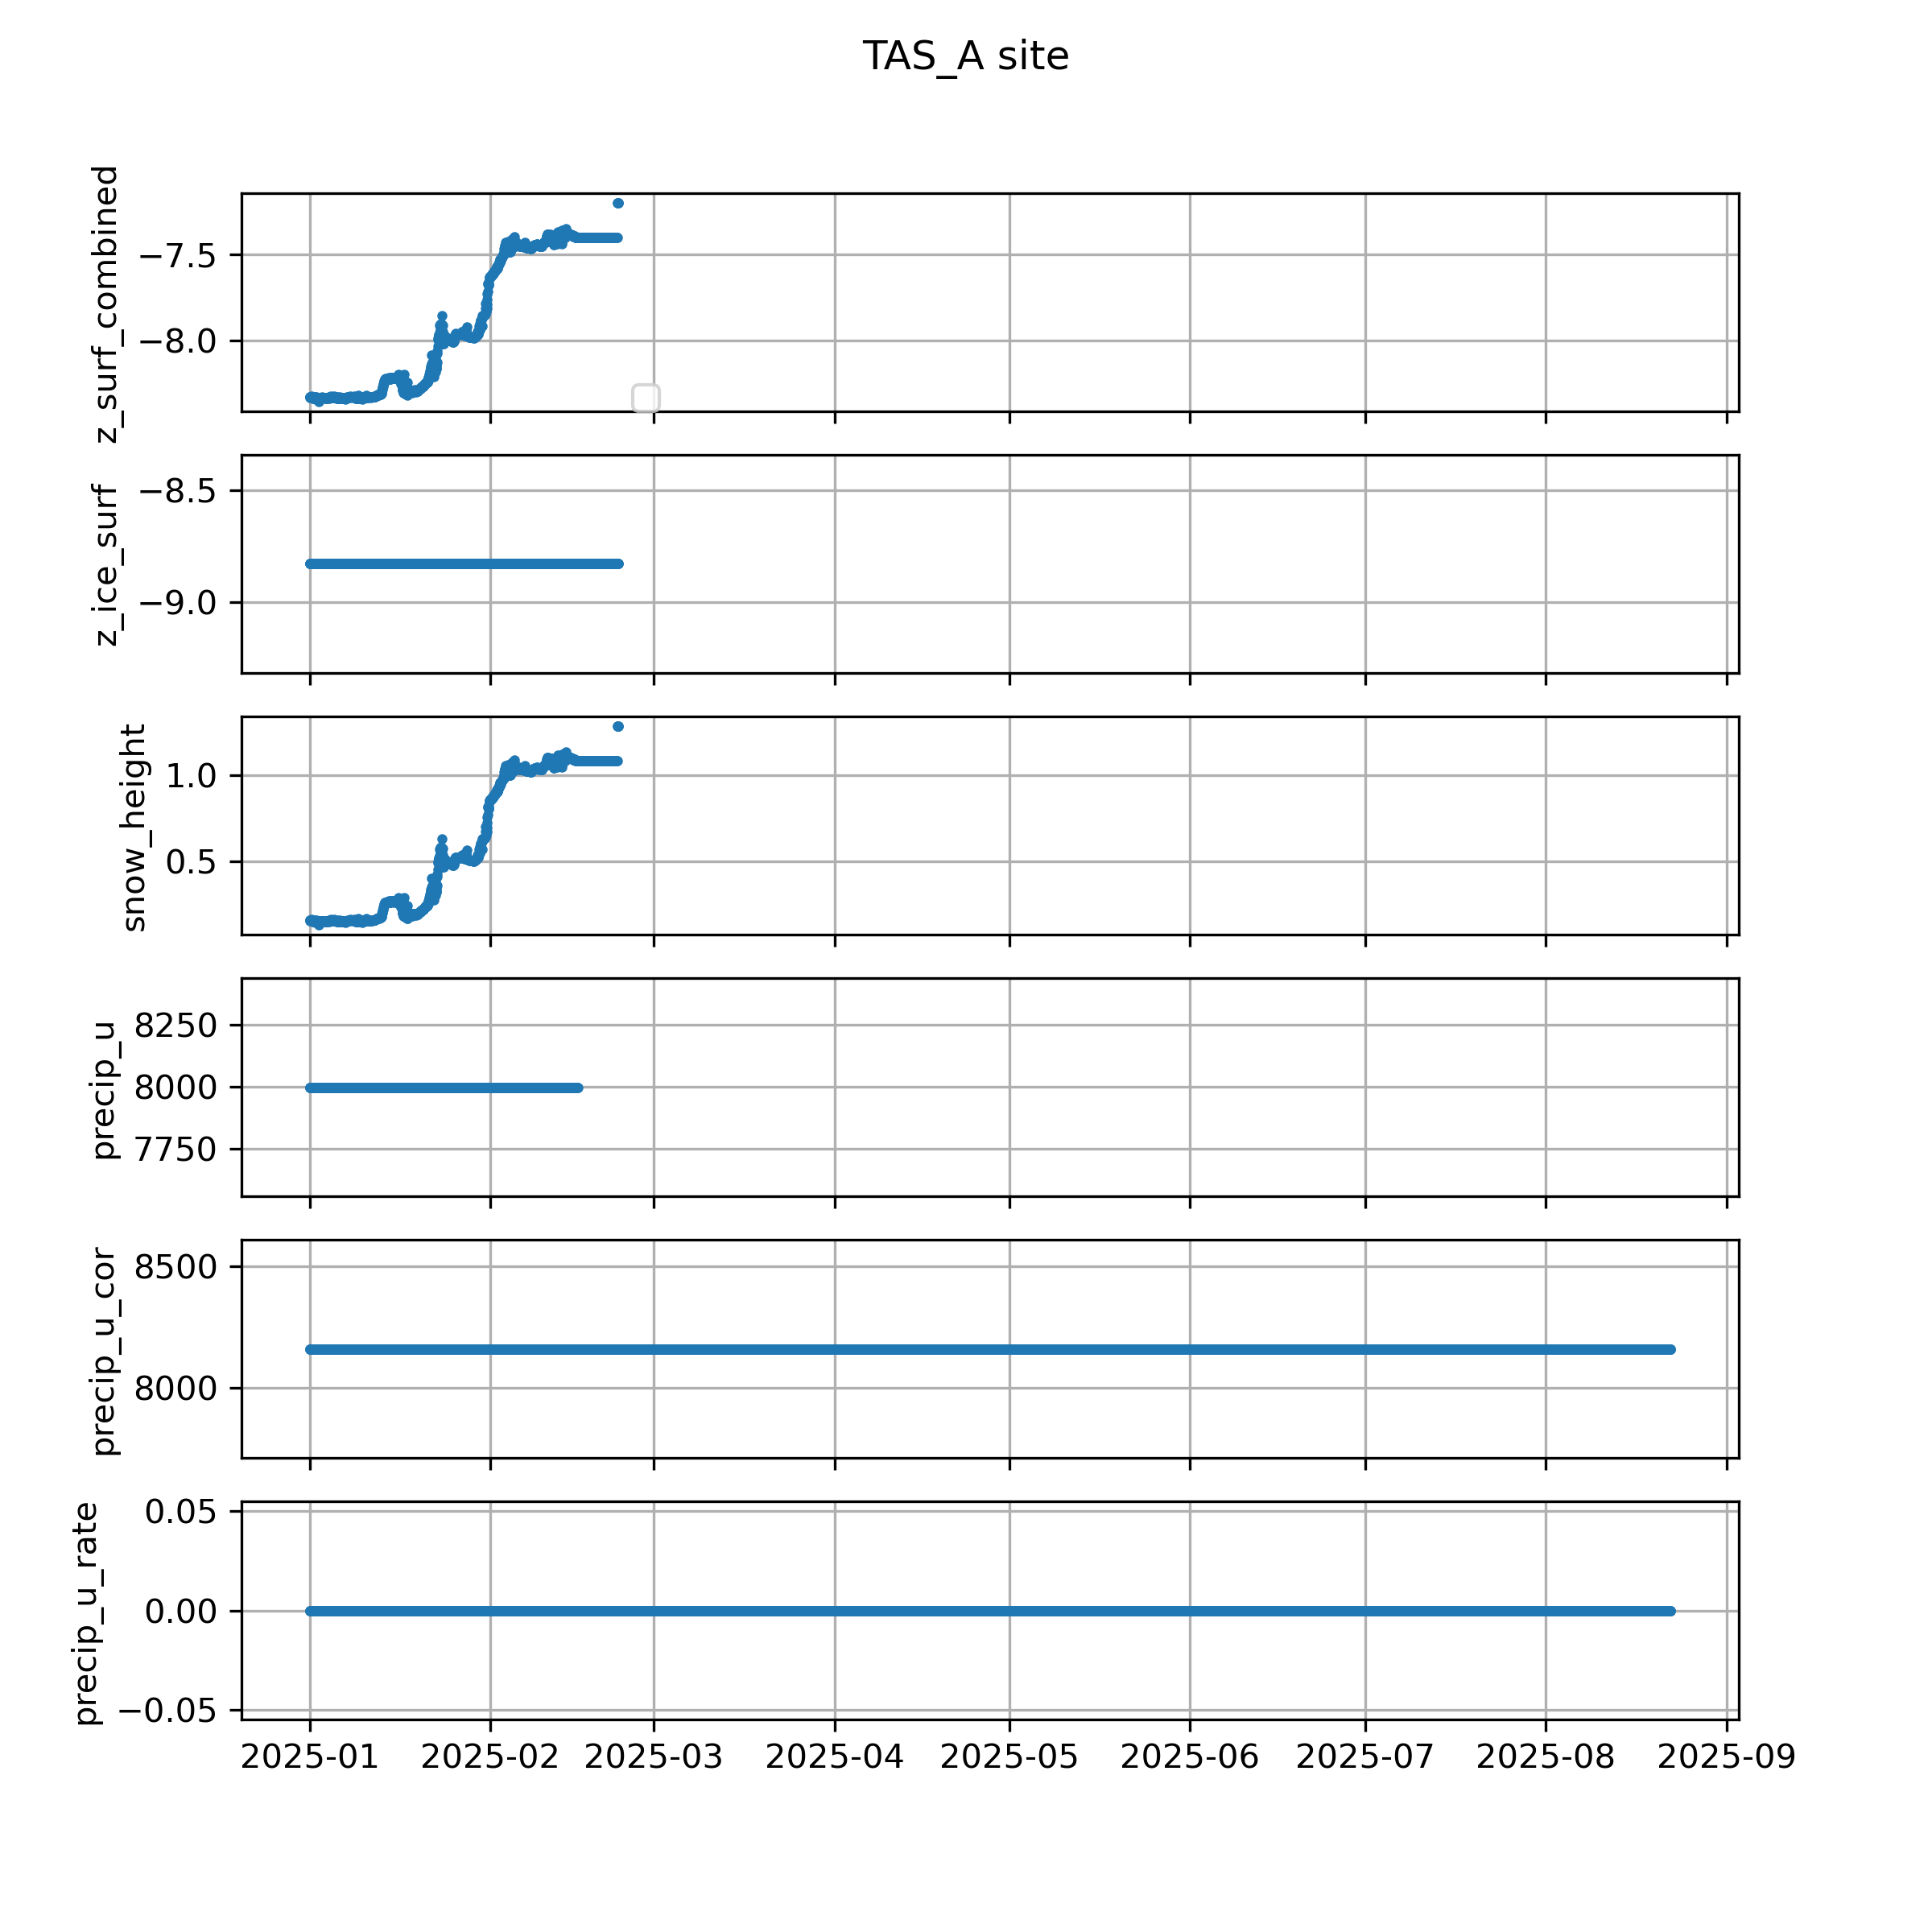 TAS_A site
z_surf_combined
−7.5
−8.0
z_ice_surf
−8.5
−9.0
snow_height
1.0
0.5
precip_u
8250
8000
7750
precip_u_cor
8500
8000
precip_u_rate
0.05
0.00
−0.05
2025-01 2025-02 2025-03 2025-04 2025-05 2025-06 2025-07 2025-08 2025-09